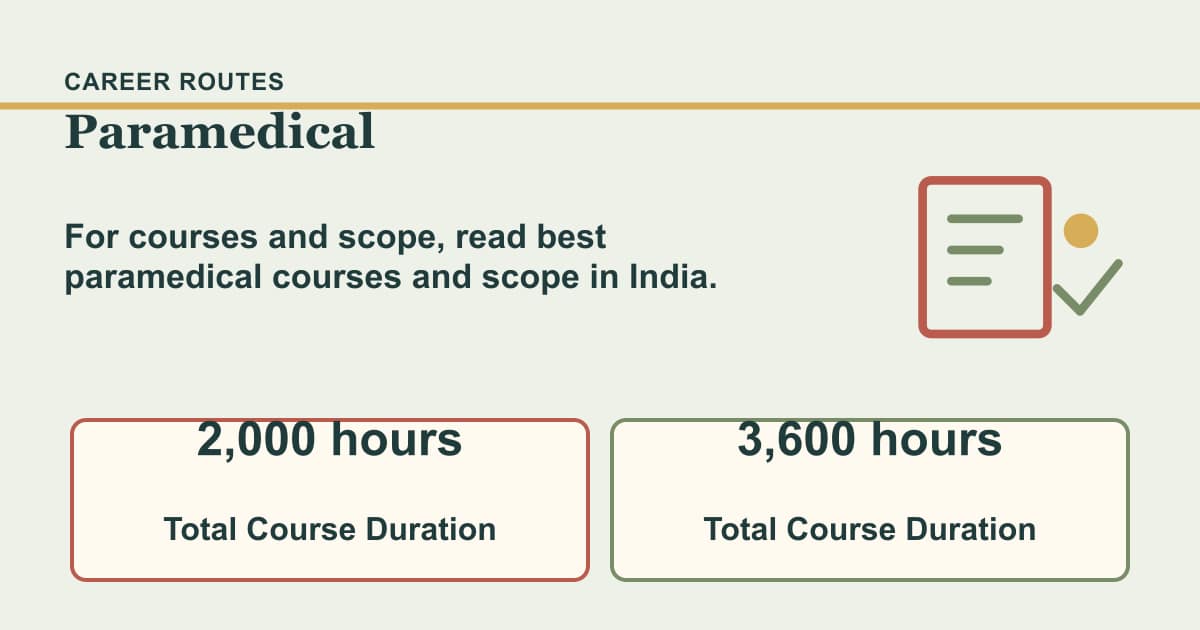 CAREER ROUTES
Paramedical
For courses and scope, read best
paramedical courses and scope in India.
2,000 hours
Total Course Duration
3,600 hours
Total Course Duration